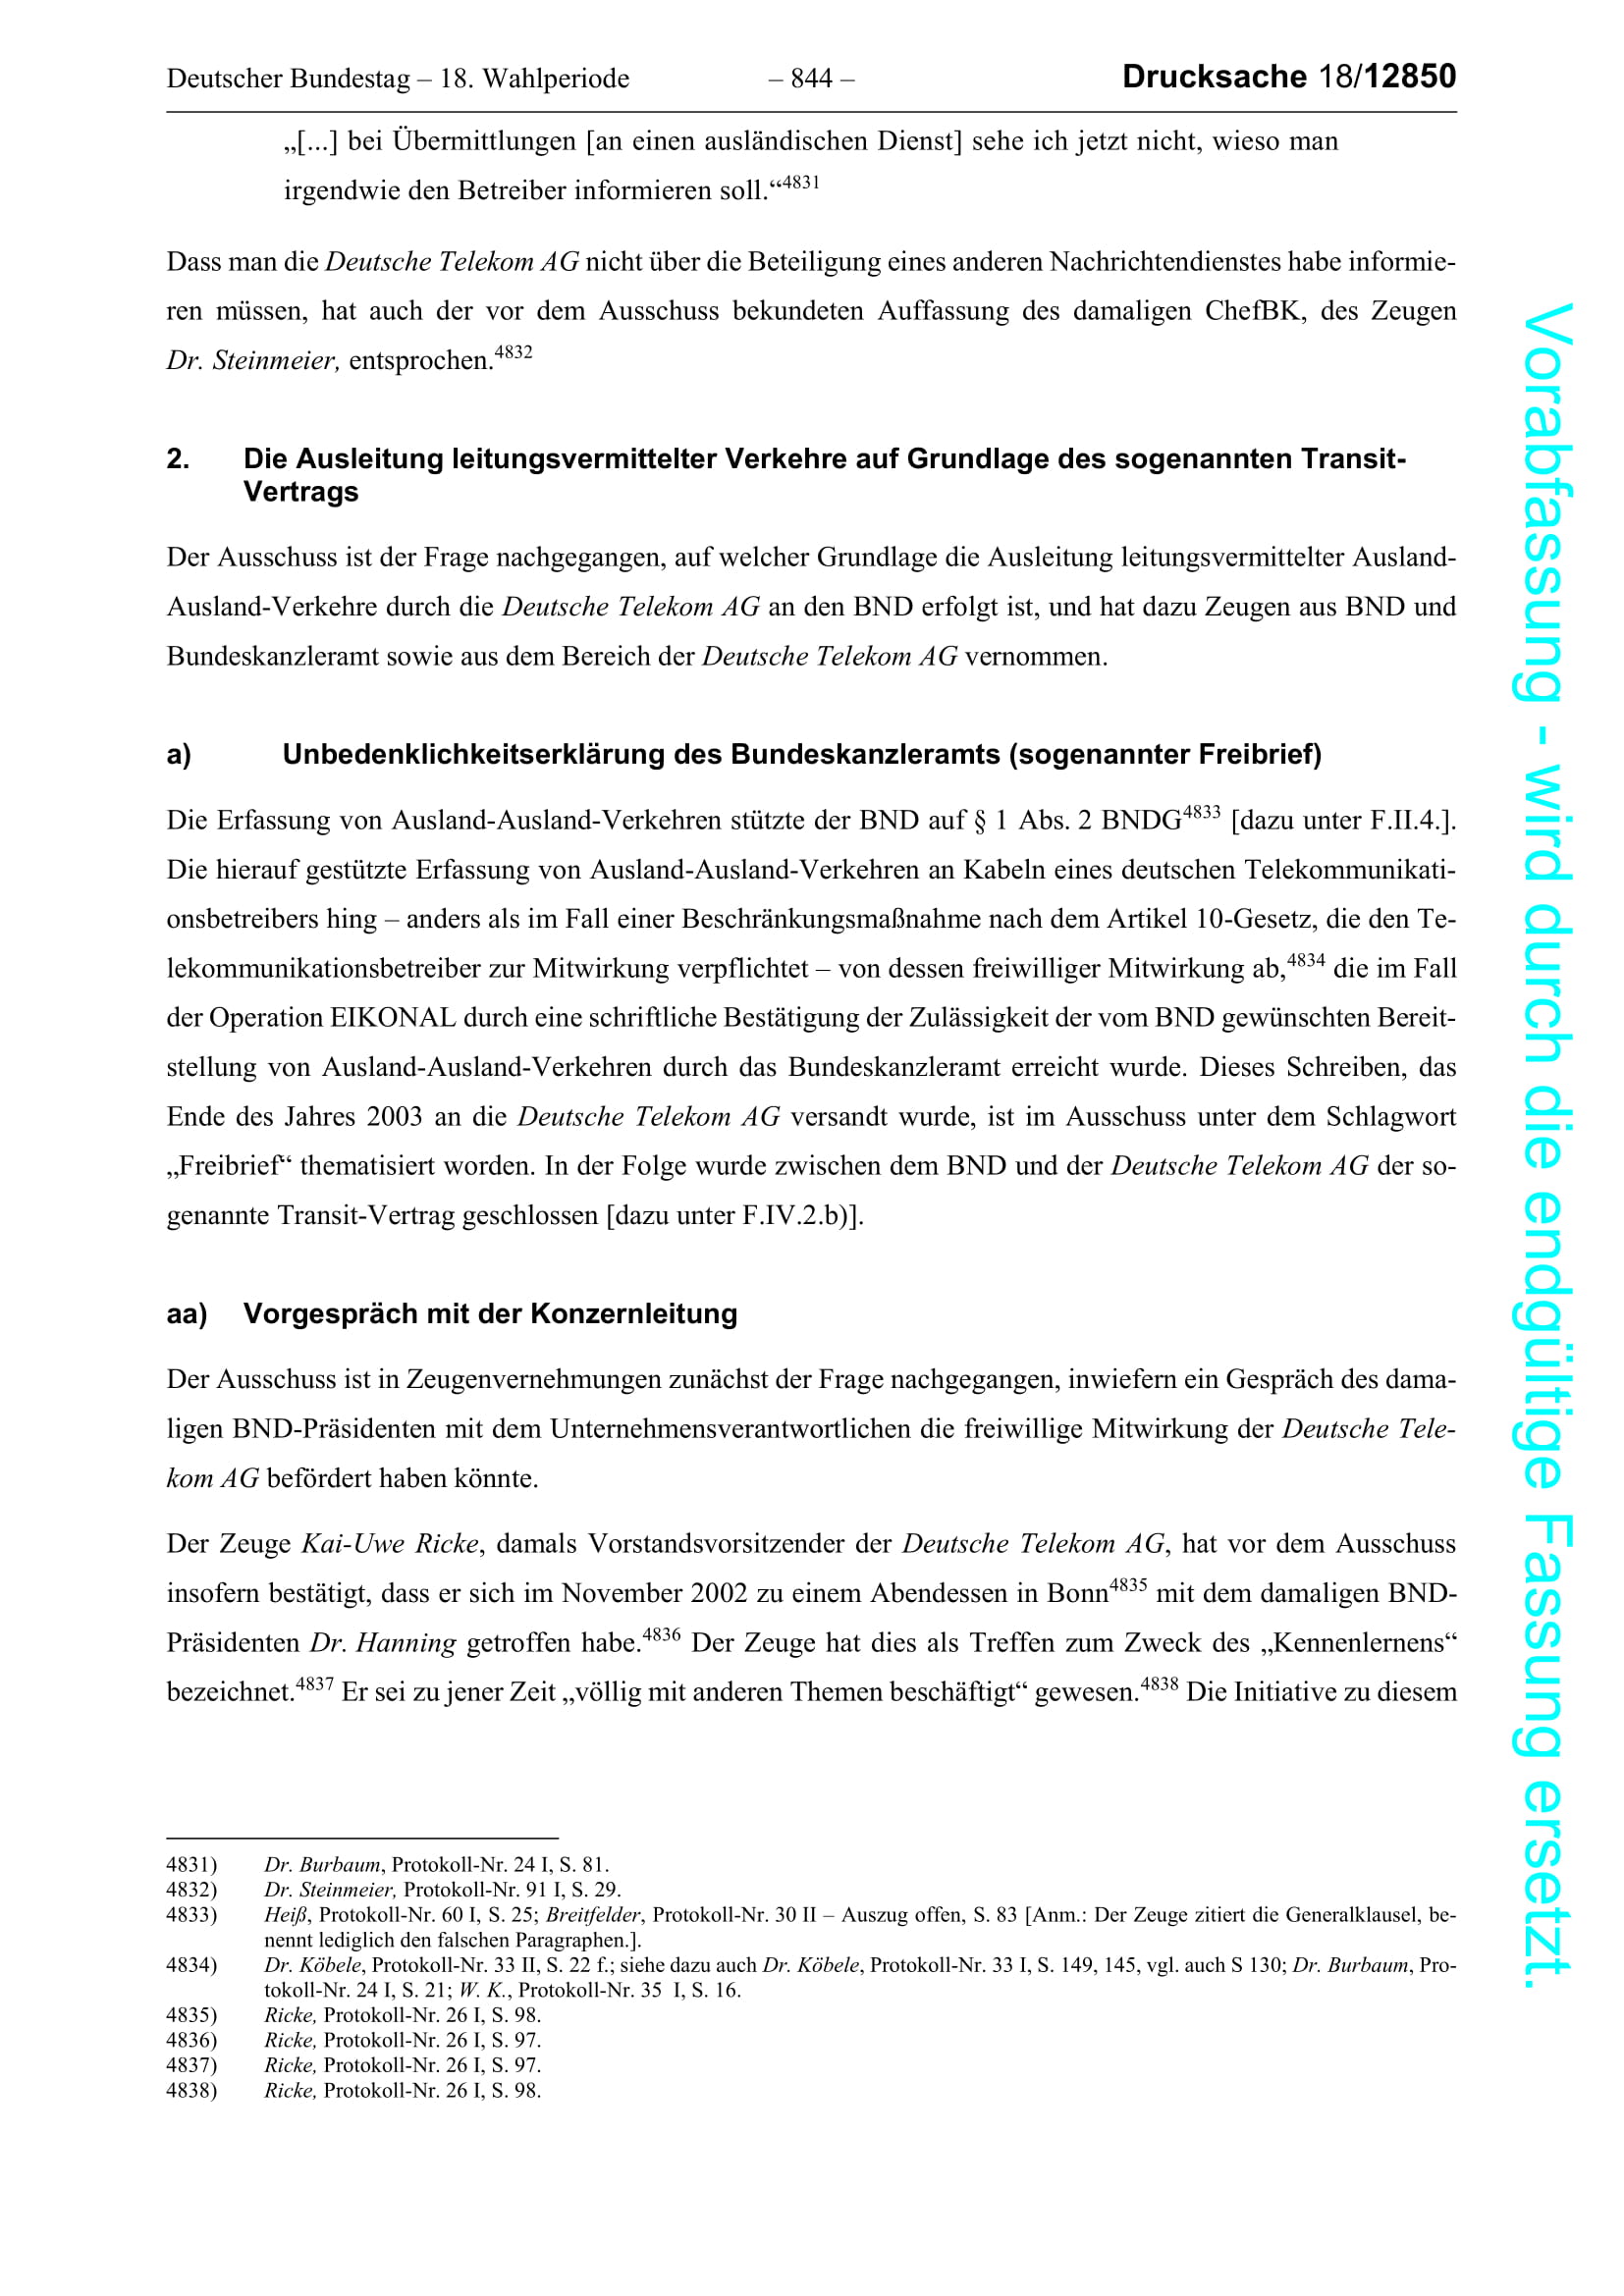 Deutscher Bundestag – 18. Wahlperiode – 844 – Drucksache 18/12850
„[...] bei Übermittlungen [an einen ausländischen Dienst] sehe ich jetzt nicht, wieso man
irgendwie den Betreiber informieren soll.“4831
Dass man die Deutsche Telekom AG nicht über die Beteiligung eines anderen Nachrichtendienstes habe informie-
ren müssen, hat auch der vor dem Ausschuss bekundeten Auffassung des damaligen ChefBK, des Zeugen
Dr. Steinmeier, entsprochen.4832
2. Die Ausleitung leitungsvermittelter Verkehre auf Grundlage des sogenannten Transit-
Vertrags
Der Ausschuss ist der Frage nachgegangen, auf welcher Grundlage die Ausleitung leitungsvermittelter Ausland-
Ausland-Verkehre durch die Deutsche Telekom AG an den BND erfolgt ist, und hat dazu Zeugen aus BND und
Bundeskanzleramt sowie aus dem Bereich der Deutsche Telekom AG vernommen.
a) Unbedenklichkeitserklärung des Bundeskanzleramts (sogenannter Freibrief)
Die Erfassung von Ausland-Ausland-Verkehren stützte der BND auf § 1 Abs. 2 BNDG4833 [dazu unter F.II.4.].
Die hierauf gestützte Erfassung von Ausland-Ausland-Verkehren an Kabeln eines deutschen Telekommunikati-
onsbetreibers hing – anders als im Fall einer Beschränkungsmaßnahme nach dem Artikel 10-Gesetz, die den Te-
lekommunikationsbetreiber zur Mitwirkung verpflichtet – von dessen freiwilliger Mitwirkung ab,4834 die im Fall
der Operation EIKONAL durch eine schriftliche Bestätigung der Zulässigkeit der vom BND gewünschten Bereit-
stellung von Ausland-Ausland-Verkehren durch das Bundeskanzleramt erreicht wurde. Dieses Schreiben, das
Ende des Jahres 2003 an die Deutsche Telekom AG versandt wurde, ist im Ausschuss unter dem Schlagwort
„Freibrief“ thematisiert worden. In der Folge wurde zwischen dem BND und der Deutsche Telekom AG der so-
genannte Transit-Vertrag geschlossen [dazu unter F.IV.2.b)].
aa) Vorgespräch mit der Konzernleitung
Der Ausschuss ist in Zeugenvernehmungen zunächst der Frage nachgegangen, inwiefern ein Gespräch des dama-
ligen BND-Präsidenten mit dem Unternehmensverantwortlichen die freiwillige Mitwirkung der Deutsche Tele-
kom AG befördert haben könnte.
Der Zeuge Kai-Uwe Ricke, damals Vorstandsvorsitzender der Deutsche Telekom AG, hat vor dem Ausschuss
insofern bestätigt, dass er sich im November 2002 zu einem Abendessen in Bonn4835 mit dem damaligen BND-
Präsidenten Dr. Hanning getroffen habe.4836 Der Zeuge hat dies als Treffen zum Zweck des „Kennenlernens“
bezeichnet.4837 Er sei zu jener Zeit „völlig mit anderen Themen beschäftigt“ gewesen.4838 Die Initiative zu diesem
4831) Dr. Burbaum, Protokoll-Nr. 24 I, S. 81.
4832) Dr. Steinmeier, Protokoll-Nr. 91 I, S. 29.
4833) Heiß, Protokoll-Nr. 60 I, S. 25; Breitfelder, Protokoll-Nr. 30 II – Auszug offen, S. 83 [Anm.: Der Zeuge zitiert die Generalklausel, be-
nennt lediglich den falschen Paragraphen.].
4834) Dr. Köbele, Protokoll-Nr. 33 II, S. 22 f.; siehe dazu auch Dr. Köbele, Protokoll-Nr. 33 I, S. 149, 145, vgl. auch S 130; Dr. Burbaum, Pro-
tokoll-Nr. 24 I, S. 21; W. K., Protokoll-Nr. 35 I, S. 16.
4835) Ricke, Protokoll-Nr. 26 I, S. 98.
4836) Ricke, Protokoll-Nr. 26 I, S. 97.
4837) Ricke, Protokoll-Nr. 26 I, S. 97.
4838) Ricke, Protokoll-Nr. 26 I, S. 98.
Vorabfassung - wird durch die endgültige Fassung ersetzt.